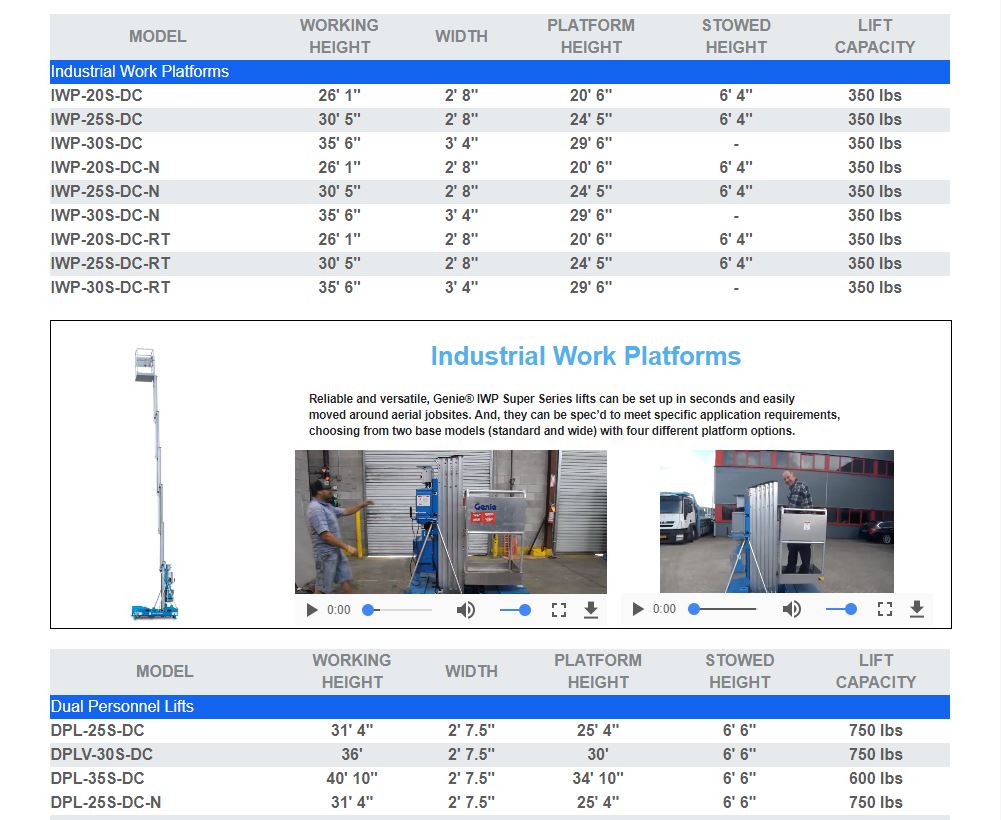 MODEL WORKING HEIGHT WIDTH PLATFORM HEIGHT STOWED HEIGHT LIFT CAPACITY
Industrial Work Platforms
IWP-20S-DC 26' 1" 2' 8" 20' 6" 6' 4" 350 lbs
IWP-25S-DC 30' 5" 2' 8" 24' 5" 6' 4" 350 lbs
IWP-30S-DC 35' 6" 3' 4" 29' 6" - 350 lbs
IWP-20S-DC-N 26' 1" 2' 8" 20' 6" 6' 4" 350 lbs
IWP-25S-DC-N 30' 5" 2' 8" 24' 5" 6' 4" 350 lbs
IWP-30S-DC-N 35' 6" 3' 4" 29' 6" - 350 lbs
IWP-20S-DC-RT 26' 1" 2' 8" 20' 6" 6' 4" 350 lbs
IWP-25S-DC-RT 30' 5" 2' 8" 24' 5" 6' 4" 350 lbs
IWP-30S-DC-RT 35' 6" 3' 4" 29' 6" - 350 lbs
Industrial Work Platforms
Reliable and versatile, Genie® IWP Super Series lifts can be set up in seconds and easily
moved around aerial jobsites. And, they can be spec'd to meet specific application requirements,
choosing from two base models (standard and wide) with four different platform options.
Genie
0:00
0:00
MODEL WORKING HEIGHT WIDTH PLATFORM HEIGHT STOWED HEIGHT LIFT CAPACITY
Dual Personnel Lifts
DPL-25S-DC 31' 4" 2' 7.5" 25' 4" 6' 6" 750 lbs
DPLV-30S-DC 36' 2' 7.5" 30' 6' 6" 750 lbs
DPL-35S-DC 40' 10" 2' 7.5" 34' 10" 6' 6" 600 lbs
DPL-25S-DC-N 31' 4" 2' 7.5" 25' 4" 6' 6" 750 lbs